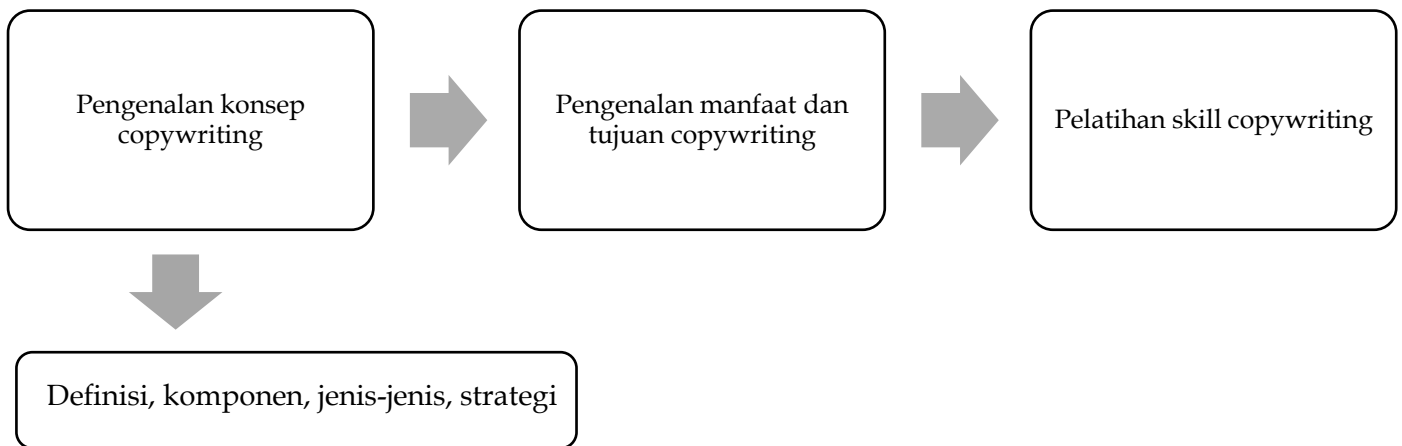 Pengenalan konsep
copywriting
Pengenalan manfaat dan
tujuan copywriting
Pelatihan skill copywriting
Definisi, komponen, jenis-jenis, strategi